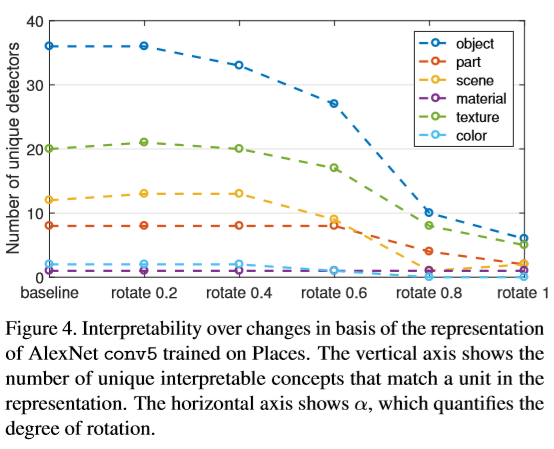 40
30
20
10
0
Number of unique detectors
object
part
scene
material
texture
color
baseline rotate 0.2 rotate 0.4 rotate 0.6 rotate 0.8 rotate 1
Figure 4. Interpretability over changes in basis of the representation
of AlexNet conv5 trained on Places. The vertical axis shows the
number of unique interpretable concepts that match a unit in the
representation. The horizontal axis shows α, which quantifies the
degree of rotation.